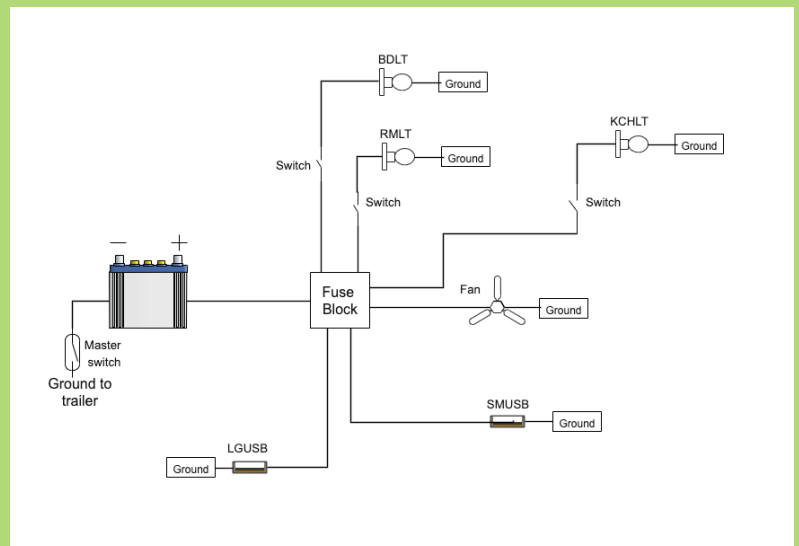 BDLT
Ground
RMLT
Ground
KCHLT
Ground
Switch
Switch
Switch
— +
Fuse
Block
Fan
Ground
Master
switch
Ground to
trailer
SMUSB
Ground
LGUSB
Ground